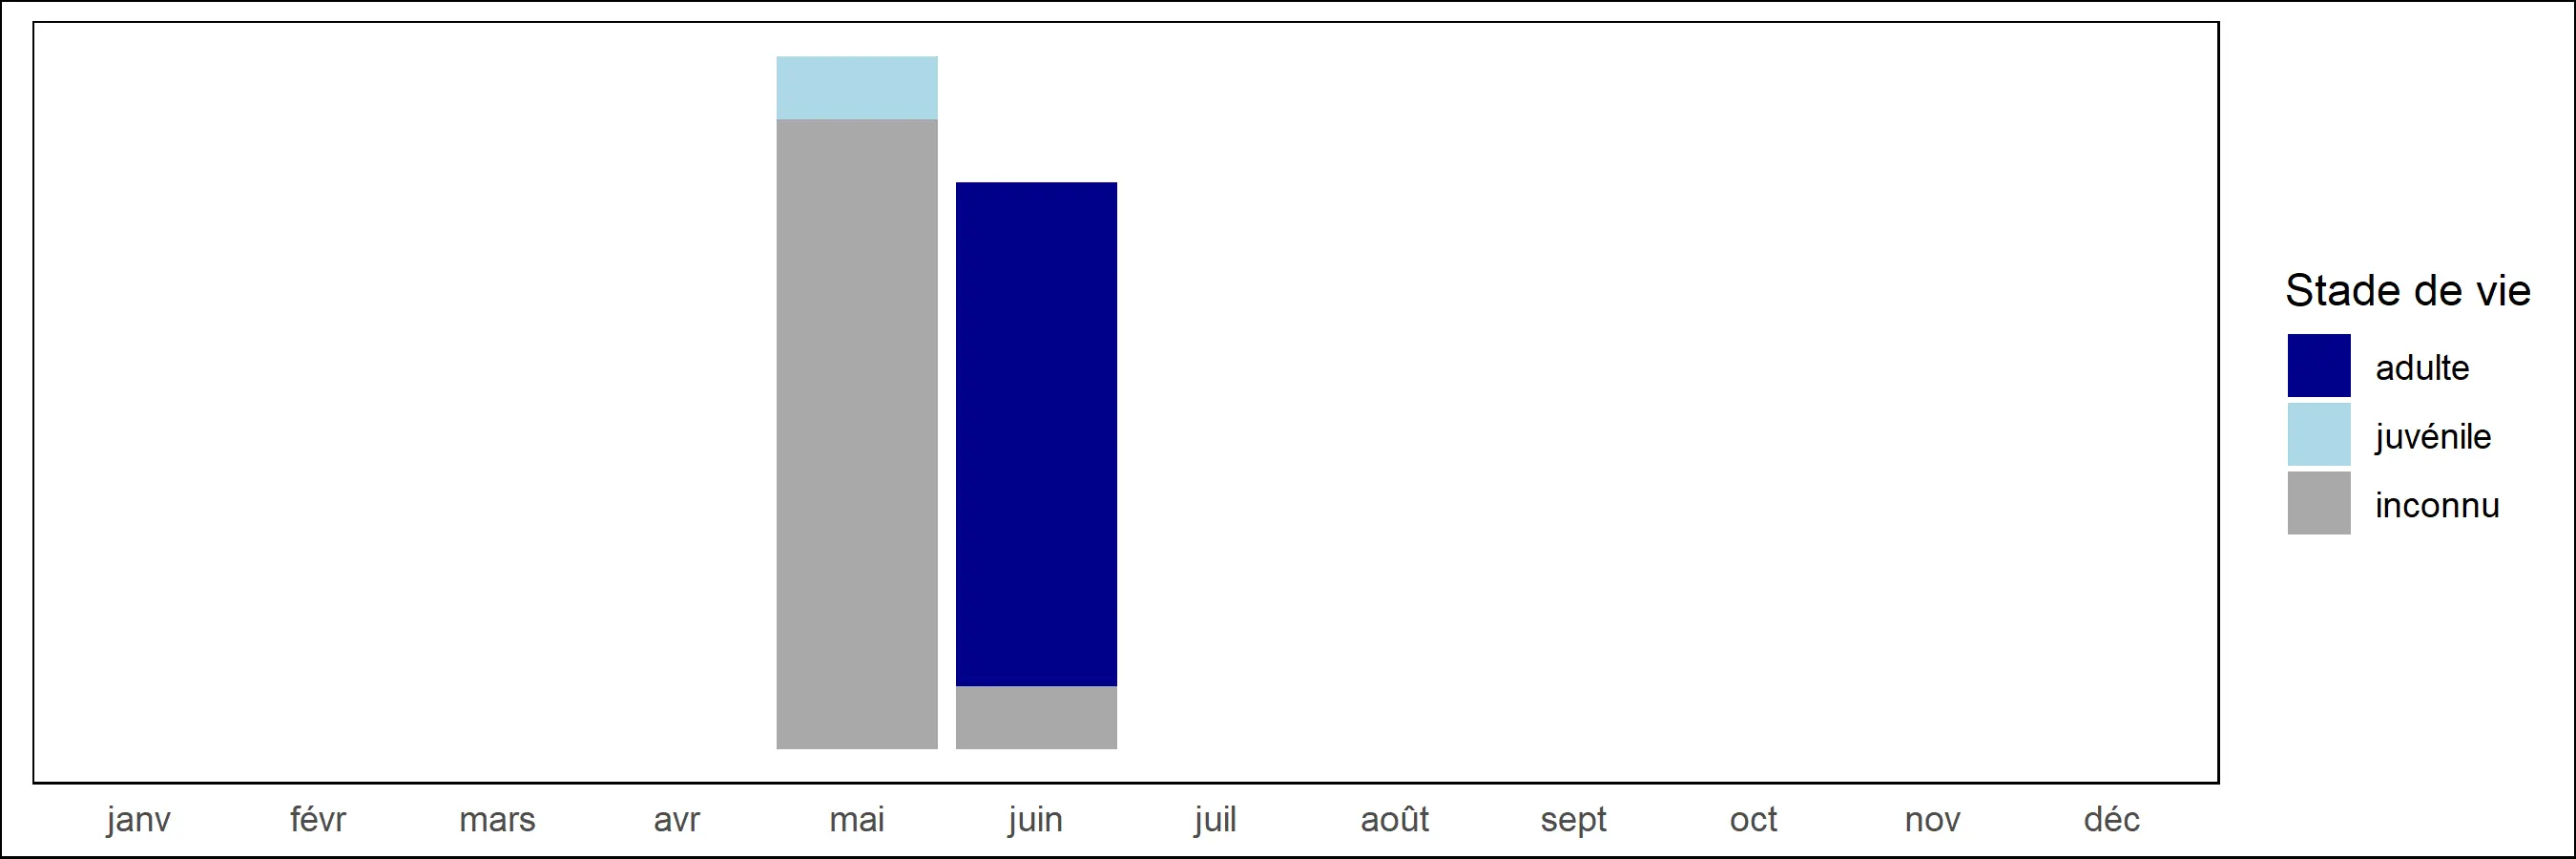 Stade de vie
adulte
juvénile
inconnu
janv févr mars avr mai juin juil août sept oct nov déc